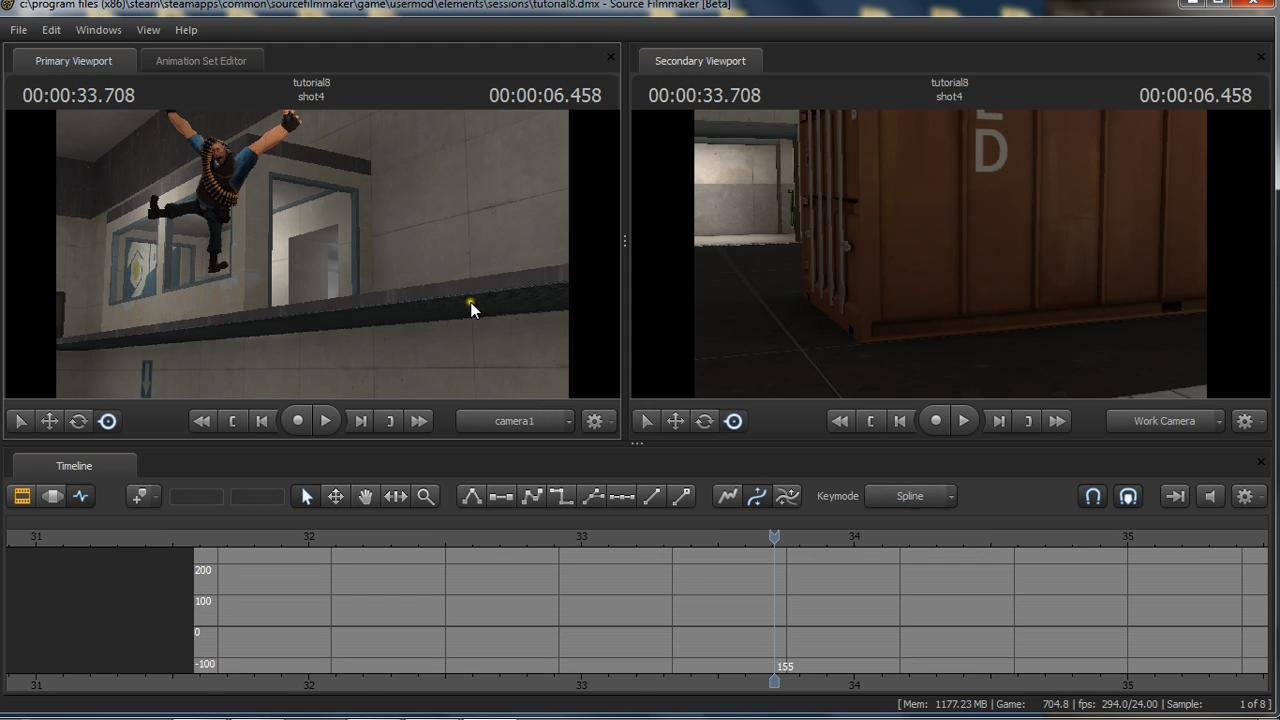 c:\program files (x86)\steam\steamapps\common\sourcefilmmaker\game\usermod\elements\sessions\tutorial8.dmx - Source Filmmaker [Beta]
File Edit Windows View Help
Primary Viewport Animation Set Editor
Secondary Viewport
00:00:33.708
tutorial8
shot4
00:00:06.458
00:00:33.708
tutorial8
shot4
00:00:06.458
D
camera1
Work Camera
Timeline
Keymode Spline
31 32 33 34 35
200
100
0
-100
155
31 32 33 34 35
[ Mem: 1177.23 MB | Game: 704.8 | fps: 294.0/24.00 | Sample: 1 of 8 ]